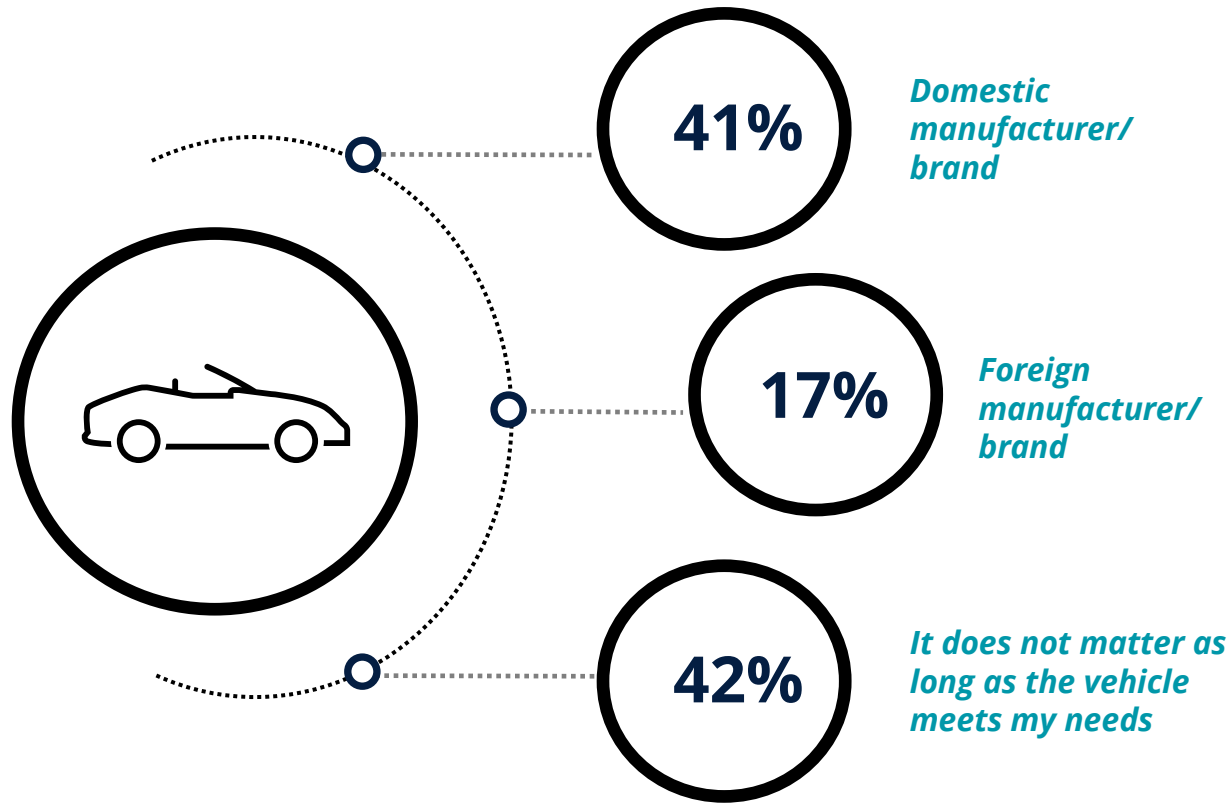 41%
Domestic
manufacturer/
brand
17%
Foreign
manufacturer/
brand
42%
It does not matter as
long as the vehicle
meets my needs